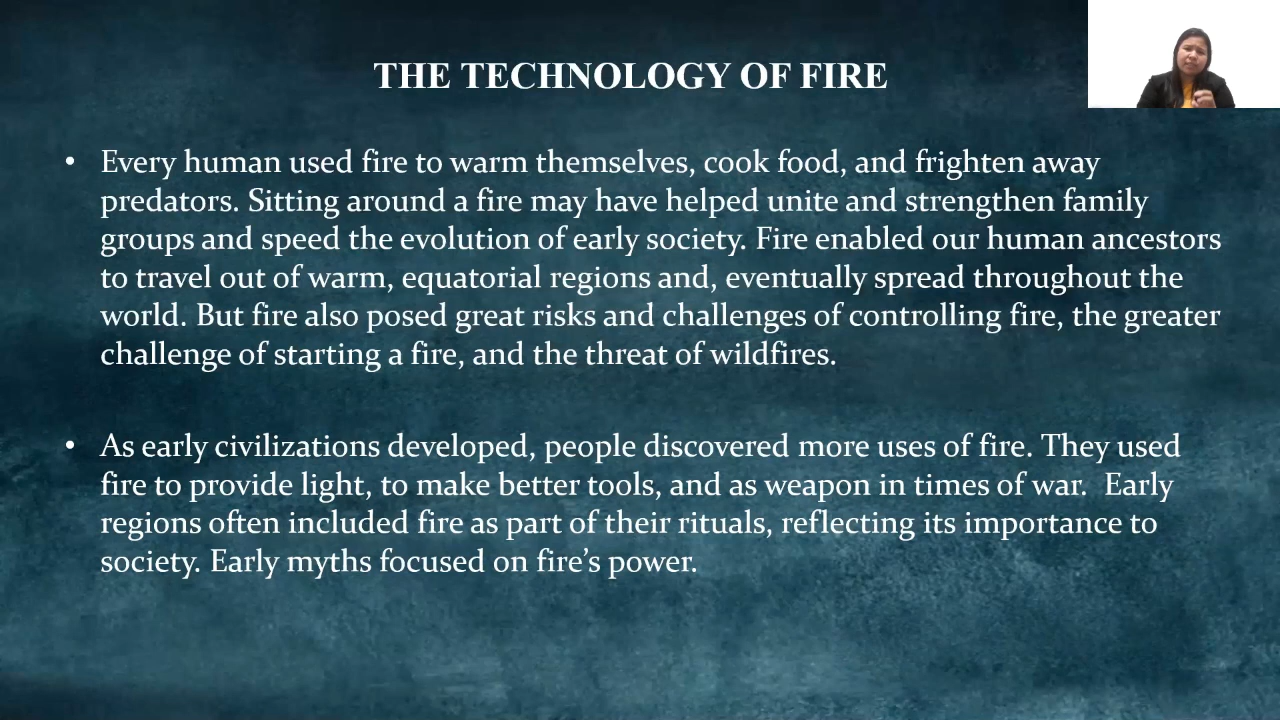 THE TECHNOLOGY OF FIRE
• Every human used fire to warm themselves, cook food, and frighten away
predators. Sitting around a fire may have helped unite and strengthen family
groups and speed the evolution of early society. Fire enabled our human ancestors
to travel out of warm, equatorial regions and, eventually spread throughout the
world. But fire also posed great risks and challenges of controlling fire, the greater
challenge of starting a fire, and the threat of wildfires.
• As early civilizations developed, people discovered more uses of fire. They used
fire to provide light, to make better tools, and as weapon in times of war.  Early
regions often included fire as part of their rituals, reflecting its importance to
society. Early myths focused on fire’s power.